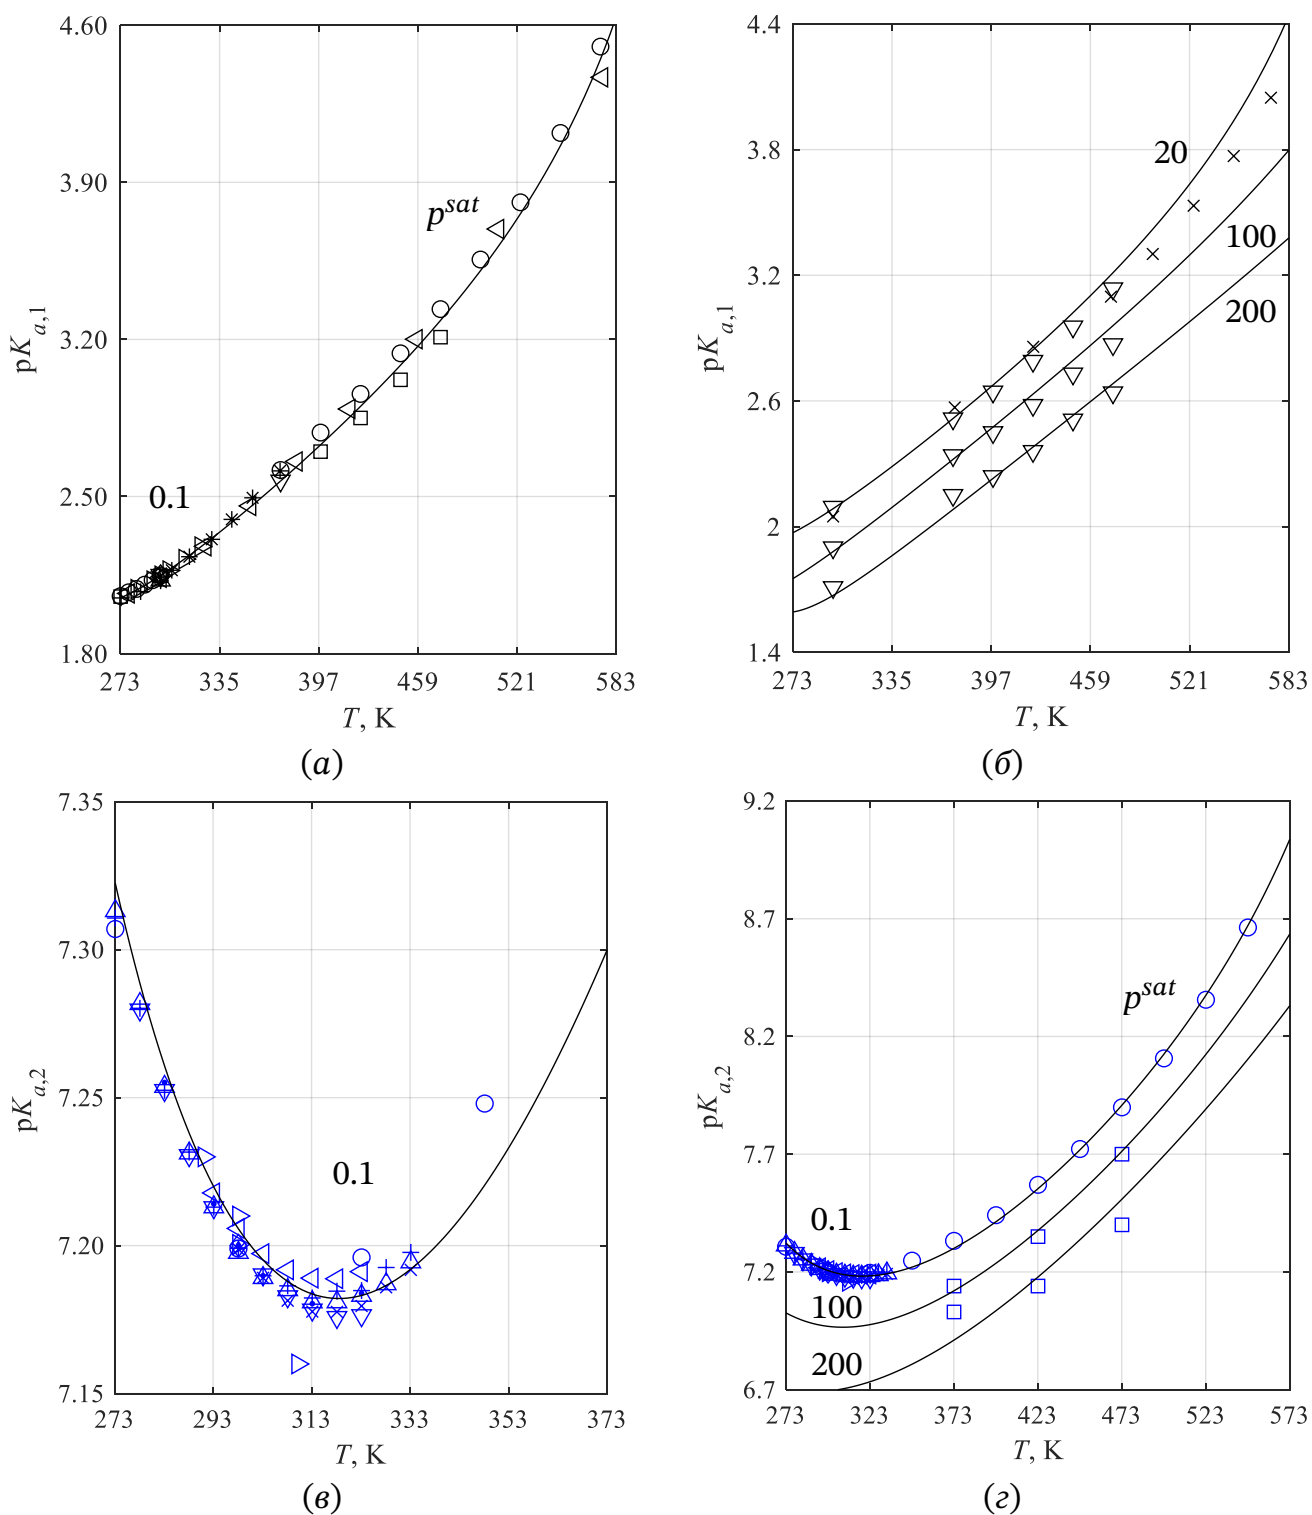 4.60
3.90
3.20
2.50
1.80
pKa,1
p^sat
0.1
273 335 397 459 521 583
T, K
(а)
4.4
3.8
3.2
2.6
2
1.4
pKa,1
20
100
200
273 335 397 459 521 583
T, K
(б)
7.35
7.30
7.25
7.20
7.15
pKa,2
0.1
273 293 313 333 353 373
T, K
(в)
9.2
8.7
8.2
7.7
7.2
6.7
pKa,2
p^sat
0.1
100
200
273 323 373 423 473 523 573
T, K
(г)